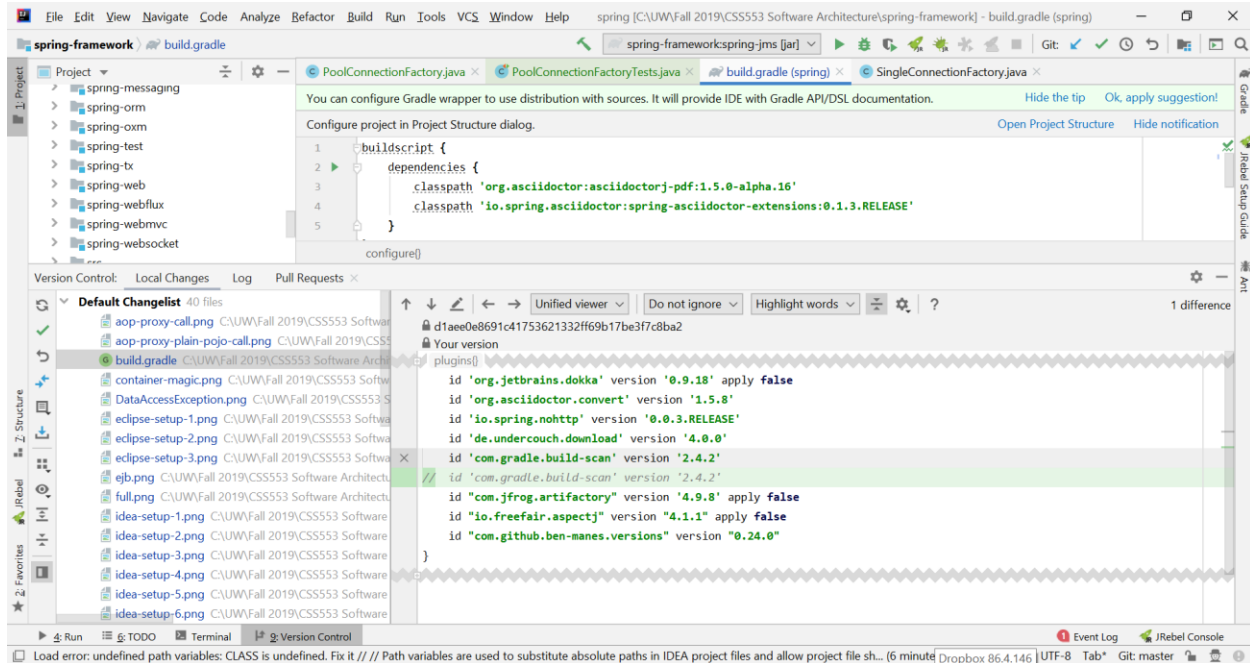 File Edit View Navigate Code Analyze Refactor Build Run Tools VCS Window Help spring [C:\UW\Fall 2019\CSS553 Software Architecture\spring-framework] - build.gradle (spring)
spring-framework build.gradle spring-framework:spring-jms [jar] Git:
Project PoolConnectionFactory.java PoolConnectionFactoryTests.java build.gradle (spring) SingleConnectionFactory.java
1: Project
spring-messaging
spring-orm
spring-oxm
spring-test
spring-tx
spring-web
spring-webflux
spring-webmvc
spring-websocket
You can configure Gradle wrapper to use distribution with sources. It will provide IDE with Gradle API/DSL documentation. Hide the tip Ok, apply suggestion!
Configure project in Project Structure dialog. Open Project Structure Hide notification
1 buildscript {
2 dependencies {
3 classpath 'org.asciidoctor:asciidoctorj-pdf:1.5.0-alpha.16'
4 classpath 'io.spring.asciidoctor:spring-asciidoctor-extensions:0.1.3.RELEASE'
5 }
configure()
Gradle
JRebel Setup Guide
Ant
Version Control: Local Changes Log Pull Requests
Default Changelist 40 files
aop-proxy-call.png C:\UW\Fall 2019\CSS553 Softwar
aop-proxy-plain-pojo-call.png C:\UW\Fall 2019\CSS5
build.gradle C:\UW\Fall 2019\CSS553 Software Archi
container-magic.png C:\UW\Fall 2019\CSS553 Softw
DataAccessException.png C:\UW\Fall 2019\CSS553 S
eclipse-setup-1.png C:\UW\Fall 2019\CSS553 Softwa
eclipse-setup-2.png C:\UW\Fall 2019\CSS553 Softwa
eclipse-setup-3.png C:\UW\Fall 2019\CSS553 Softwa
ejb.png C:\UW\Fall 2019\CSS553 Software Architectu
full.png C:\UW\Fall 2019\CSS553 Software Architectu
idea-setup-1.png C:\UW\Fall 2019\CSS553 Software
idea-setup-2.png C:\UW\Fall 2019\CSS553 Software
idea-setup-3.png C:\UW\Fall 2019\CSS553 Software
idea-setup-4.png C:\UW\Fall 2019\CSS553 Software
idea-setup-5.png C:\UW\Fall 2019\CSS553 Software
idea-setup-6.png C:\UW\Fall 2019\CSS553 Software
Unified viewer Do not ignore Highlight words ? 1 difference
d1aee0e8691c41753621332ff69b17be3f7c8ba2
Your version
plugins{}
id 'org.jetbrains.dokka' version '0.9.18' apply false
id 'org.asciidoctor.convert' version '1.5.8'
id 'io.spring.nohttp' version '0.0.3.RELEASE'
id 'de.undercouch.download' version '4.0.0'
id 'com.gradle.build-scan' version '2.4.2'
// id 'com.gradle.build-scan' version '2.4.2'
id "com.jfrog.artifactory" version '4.9.8' apply false
id "io.freefair.aspectj" version "4.1.1" apply false
id "com.github.ben-manes.versions" version "0.24.0"
}
Z: Structure
JRebel
2: Favorites
4: Run 6: TODO Terminal 9: Version Control 1 Event Log JRebel Console
Load error: undefined path variables: CLASS is undefined. Fix it // // Path variables are used to substitute absolute paths in IDEA project files and allow project file sh... (6 minute Dropbox 86.4.146 UTF-8 Tab* Git: master